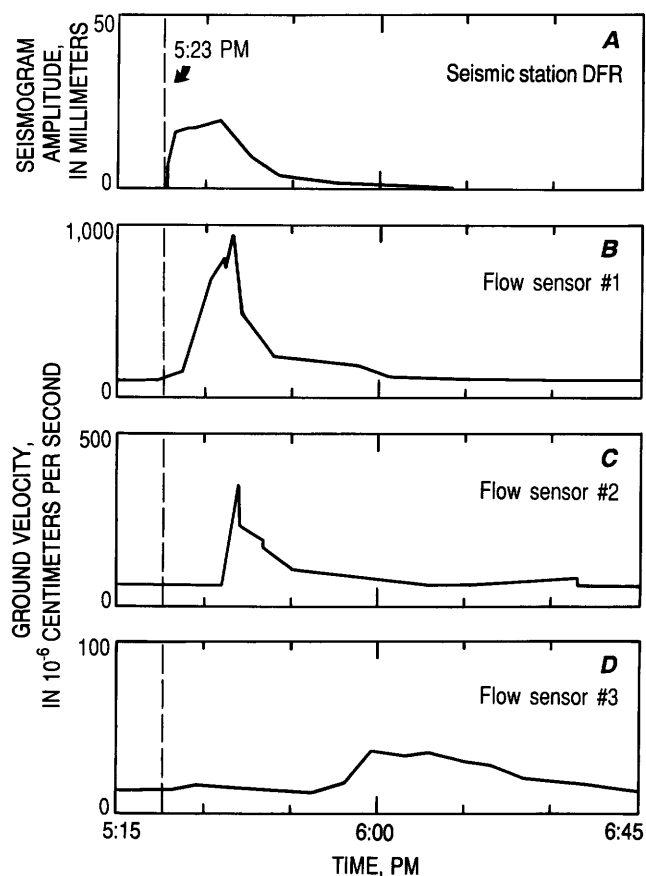 SEISMOGRAM
AMPLITUDE,
IN MILLIMETERS
50
0
5:23 PM
A
Seismic station DFR
GROUND VELOCITY,
IN 10⁻⁶ CENTIMETERS PER SECOND
1,000
0
B
Flow sensor #1
500
0
C
Flow sensor #2
100
0
D
Flow sensor #3
5:15 6:00 6:45
TIME, PM